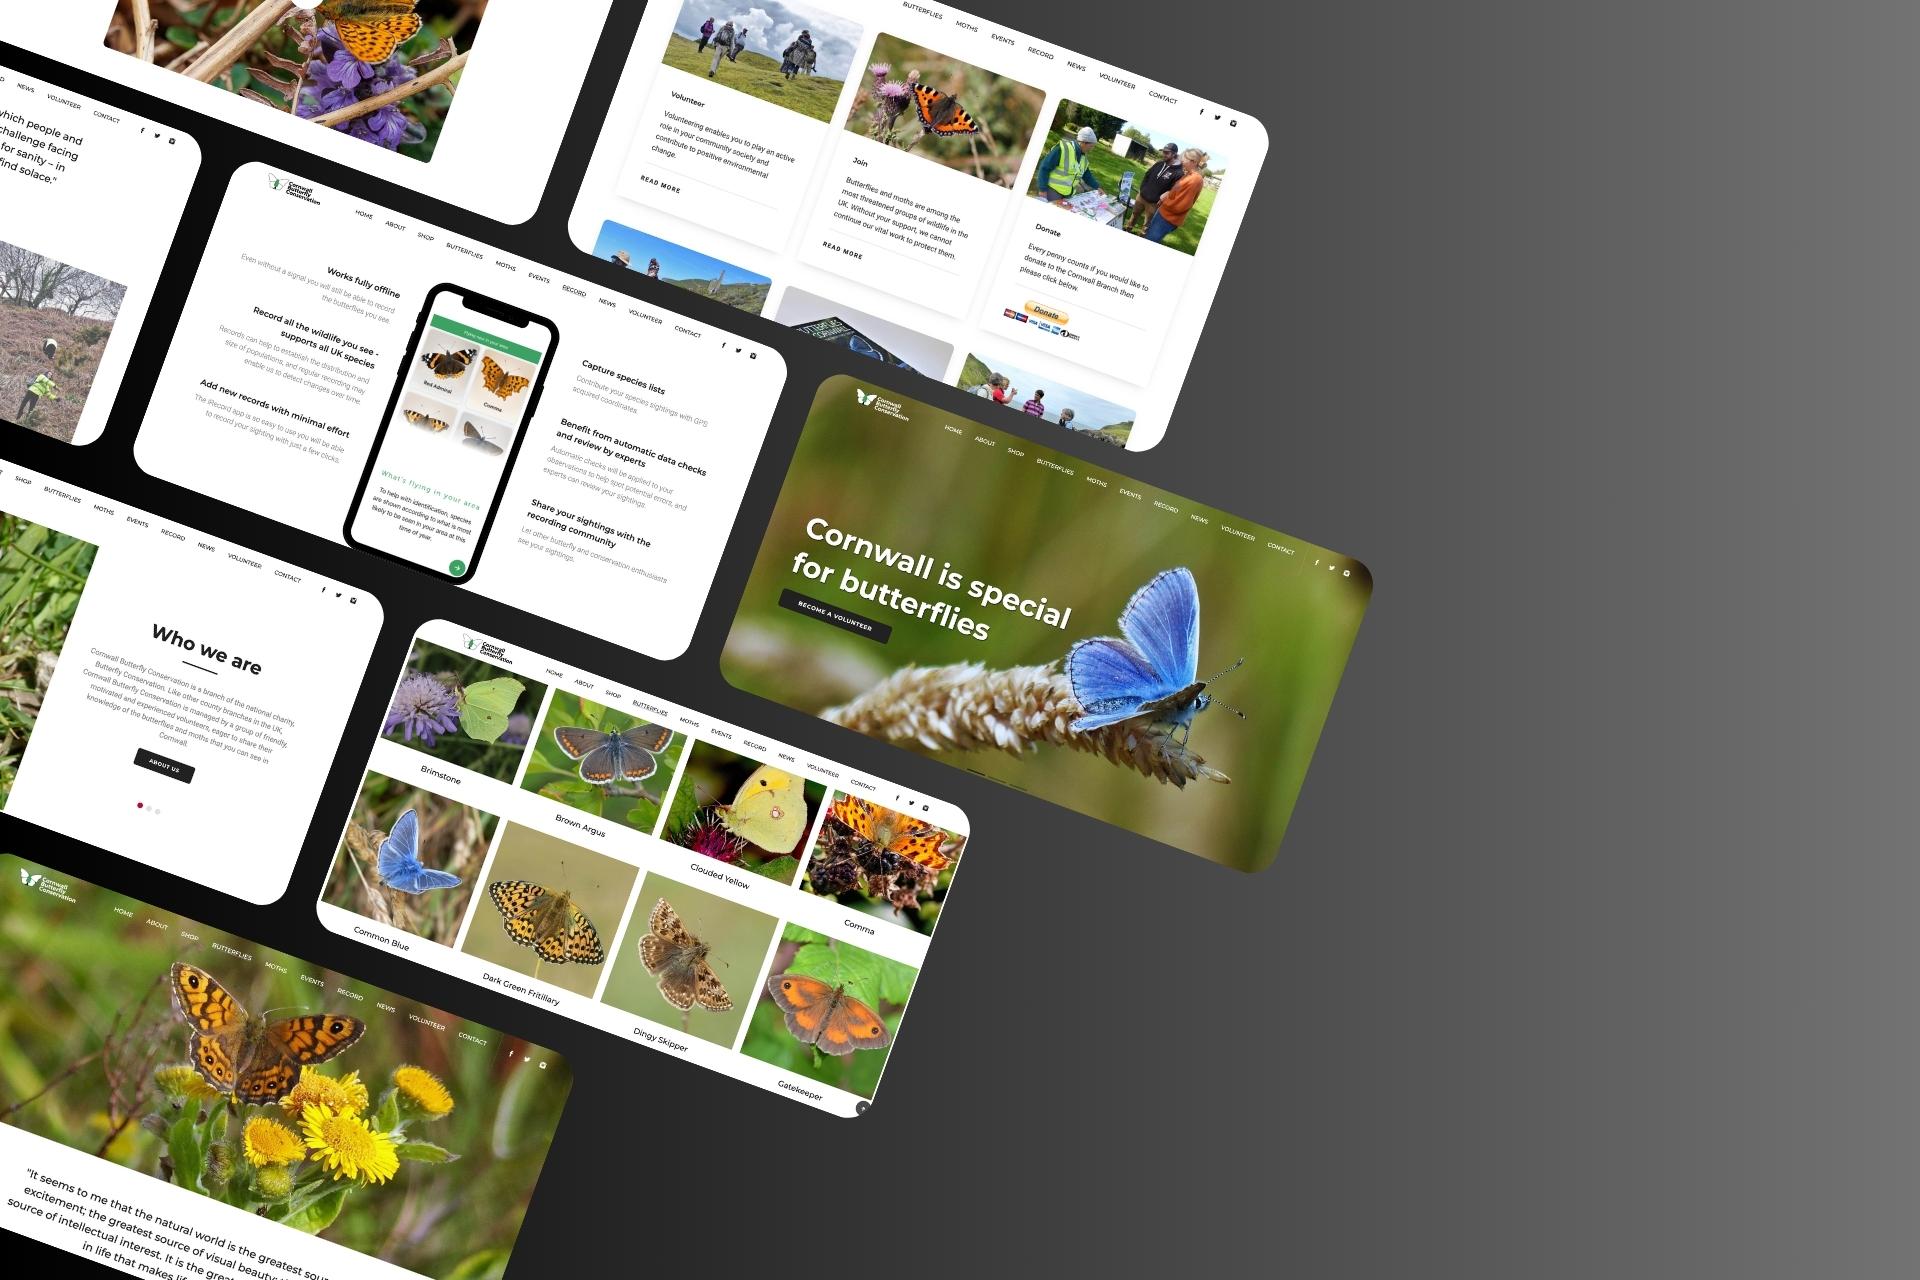 NEWS
VOLUNTEER
CONTACT
which people and
challenge facing
for sanity – in
find solace."
BUTTERFLIES
MOTHS
EVENTS
RECORD
NEWS
VOLUNTEER
CONTACT
Volunteer
Volunteering enables you to play an active
role in your community society and
contribute to positive environmental
change.
READ MORE
Join
Butterflies and moths are among the
most threatened groups of wildlife in the
UK. Without your support, we cannot
continue our vital work to protect them.
READ MORE
Donate
Every penny counts if you would like to
donate to the Cornwall Branch then
please click below.
Donate
BUTTERFLIES
Cornwall
Butterfly
Conservation
HOME
ABOUT
SHOP
BUTTERFLIES
MOTHS
EVENTS
RECORD
NEWS
VOLUNTEER
CONTACT
Works fully offline
Even without a signal you will still be able to record
the butterflies you see.
Record all the wildlife you see -
supports all UK species
Records can help to establish the distribution and
size of populations, and regular recording may
enable us to detect changes over time.
Add new records with minimal effort
The iRecord app is so easy to use you will be able
to record your sighting with just a few clicks.
Flying now in your area
Red Admiral
Comma
What's flying in your area
To help with identification, species
are shown according to what is most
likely to be seen in your area at this
time of year.
Capture species lists
Contribute your species sightings with GPS
acquired coordinates.
Benefit from automatic data checks
and review by experts
Automatic checks will be applied to your
observations to help spot potential errors, and
experts can review your sightings.
Share your sightings with the
recording community
Let other butterfly and conservation enthusiasts
see your sightings.
Cornwall
Butterfly
Conservation
HOME
ABOUT
SHOP
BUTTERFLIES
MOTHS
EVENTS
RECORD
NEWS
VOLUNTEER
CONTACT
Cornwall is special
for butterflies
BECOME A VOLUNTEER
SHOP
BUTTERFLIES
MOTHS
EVENTS
RECORD
NEWS
VOLUNTEER
CONTACT
Who we are
Cornwall Butterfly Conservation is a branch of the national charity,
Butterfly Conservation. Like other county branches in the UK,
Cornwall Butterfly Conservation is managed by a group of friendly,
motivated and experienced volunteers, eager to share their
knowledge of the butterflies and moths that you can see in
Cornwall.
ABOUT US
Cornwall
Butterfly
Conservation
HOME
ABOUT
SHOP
BUTTERFLIES
MOTHS
EVENTS
RECORD
NEWS
VOLUNTEER
CONTACT
Brimstone
Brown Argus
Clouded Yellow
Comma
Common Blue
Dark Green Fritillary
Dingy Skipper
Gatekeeper
Cornwall
Butterfly
Conservation
HOME
ABOUT
SHOP
BUTTERFLIES
MOTHS
EVENTS
RECORD
NEWS
VOLUNTEER
CONTACT
"It seems to me that the natural world is the greatest
excitement; the greatest source of visual beauty;
source of intellectual interest. It is the
in life that makes